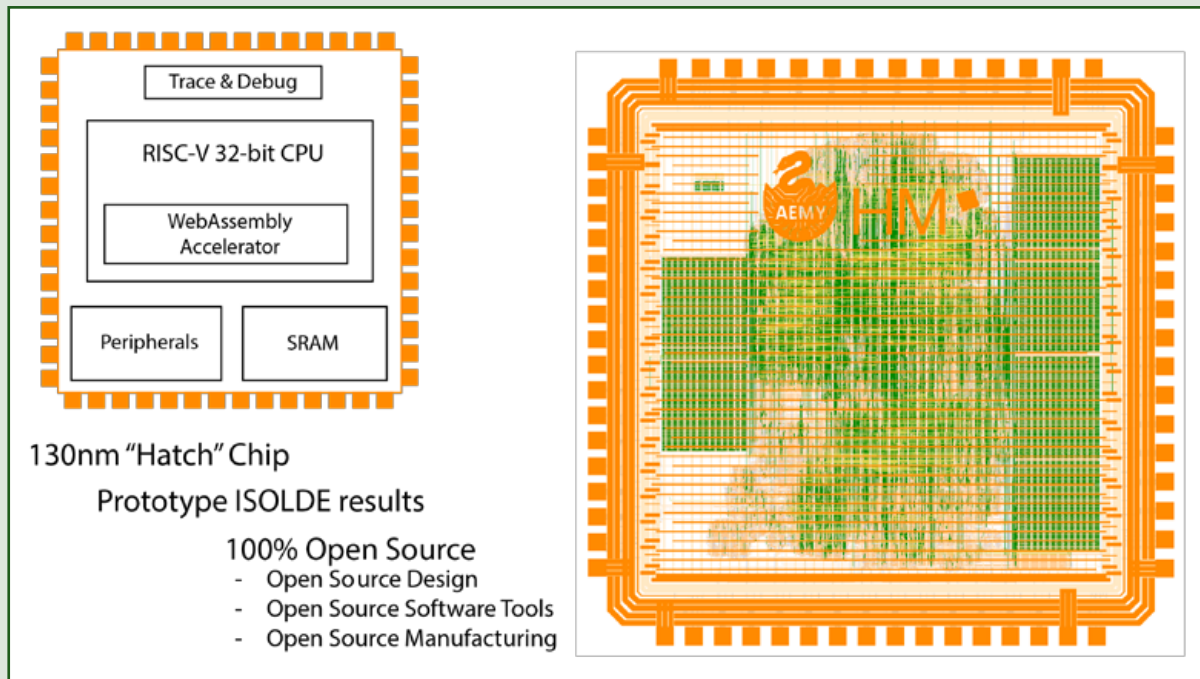 Trace & Debug
RISC-V 32-bit CPU
WebAssembly
Accelerator
Peripherals
SRAM
130nm “Hatch” Chip
Prototype ISOLDE results
100% Open Source
- Open Source Design
- Open Source Software Tools
- Open Source Manufacturing
AEMY
HM